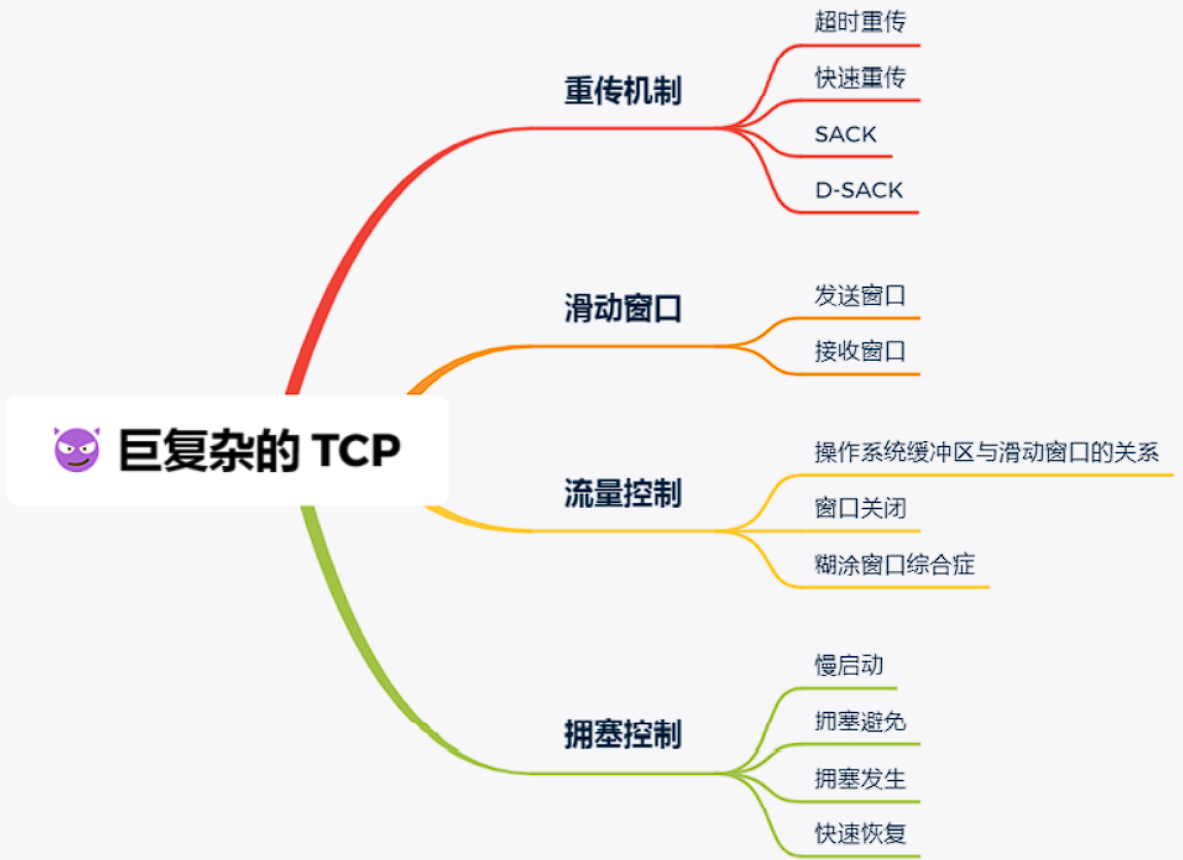 巨复杂的 TCP
重传机制
超时重传
快速重传
SACK
D-SACK
滑动窗口
发送窗口
接收窗口
流量控制
操作系统缓冲区与滑动窗口的关系
窗口关闭
糊涂窗口综合症
拥塞控制
慢启动
拥塞避免
拥塞发生
快速恢复